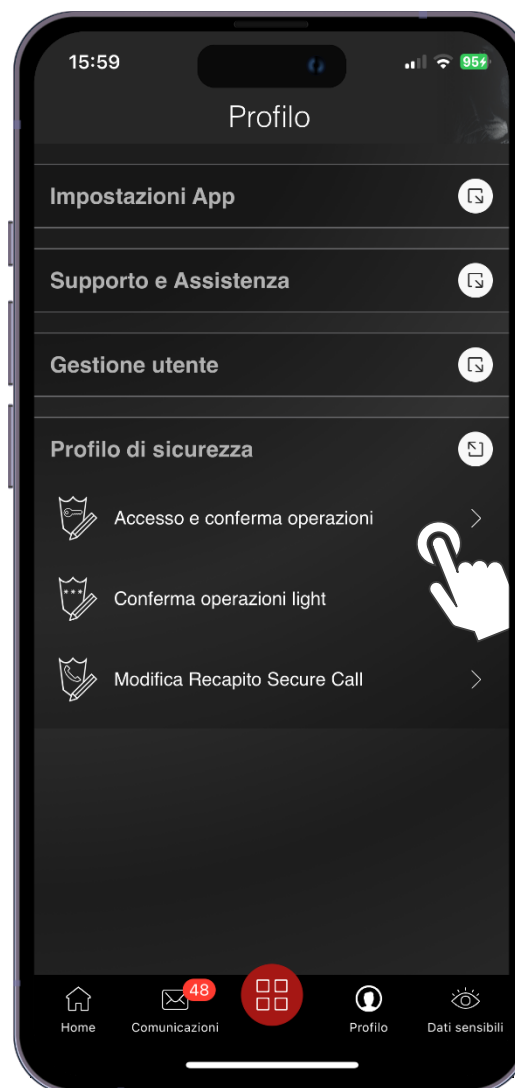 15:59
95
Profilo
Impostazioni App
Supporto e Assistenza
Gestione utente
Profilo di sicurezza
Accesso e conferma operazioni
Conferma operazioni light
Modifica Recapito Secure Call
48
Home
Comunicazioni
Profilo
Dati sensibili